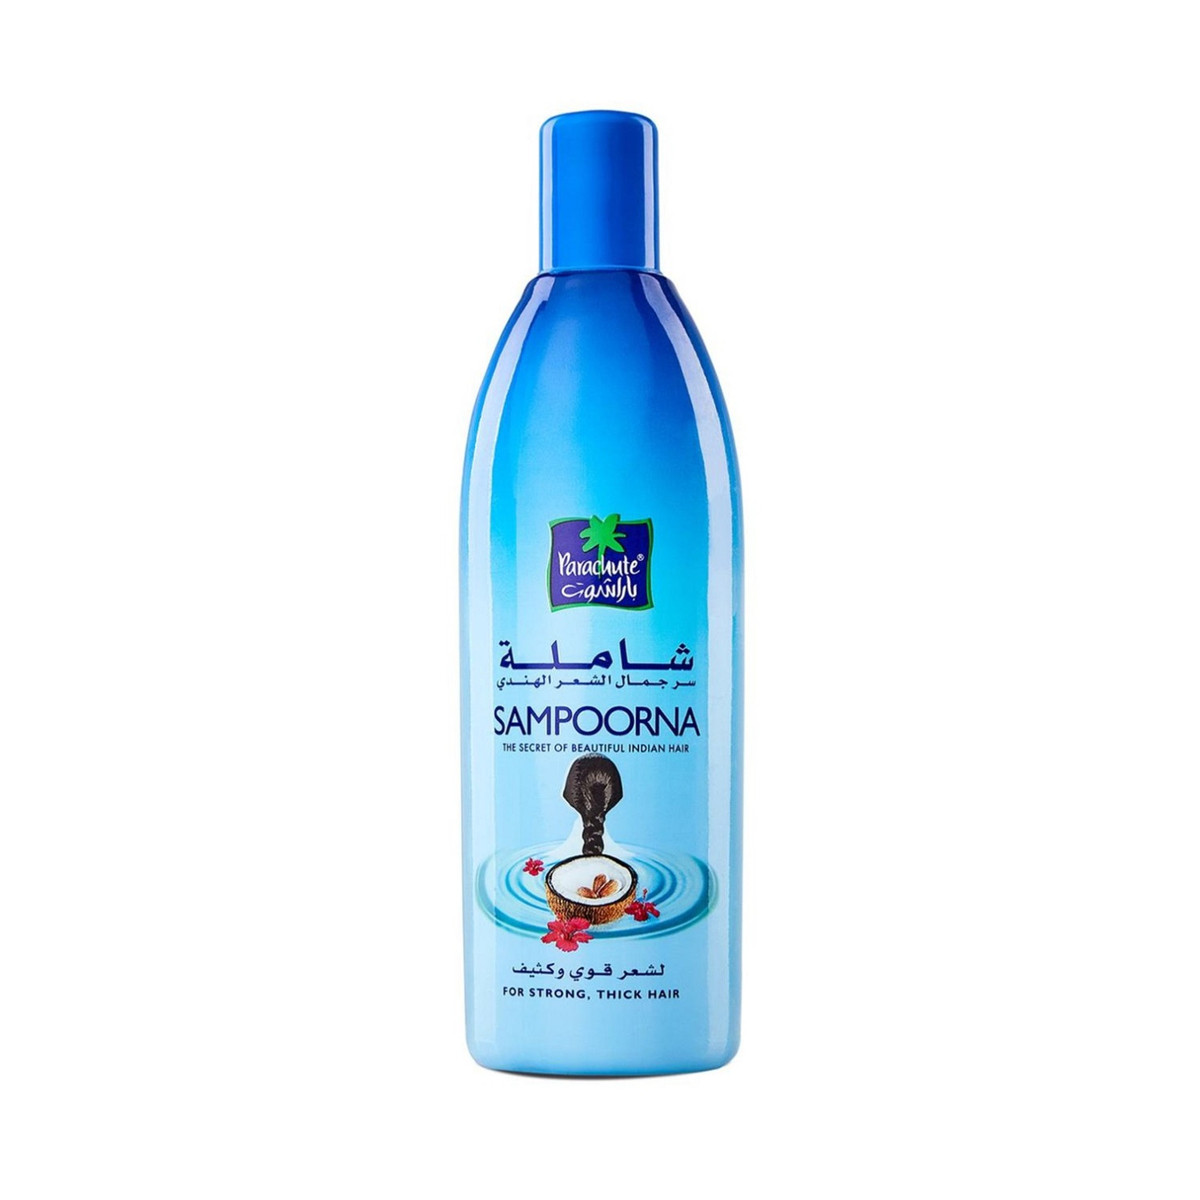 Parachute®
باراشوت
شاملة
سر جمال الشعر الهندي
SAMPOORNA
THE SECRET OF BEAUTIFUL INDIAN HAIR
لشعر قوي وكثيف
FOR STRONG, THICK HAIR